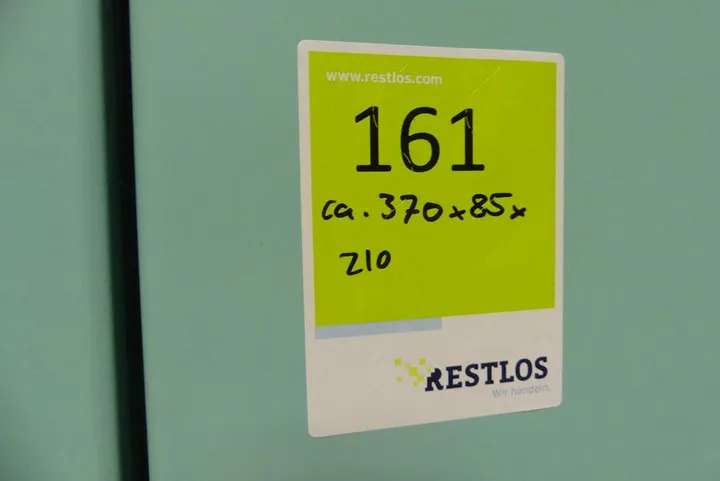 www.restlos.com
161
ca. 370x85x
210
RESTLOS
Wir handeln.